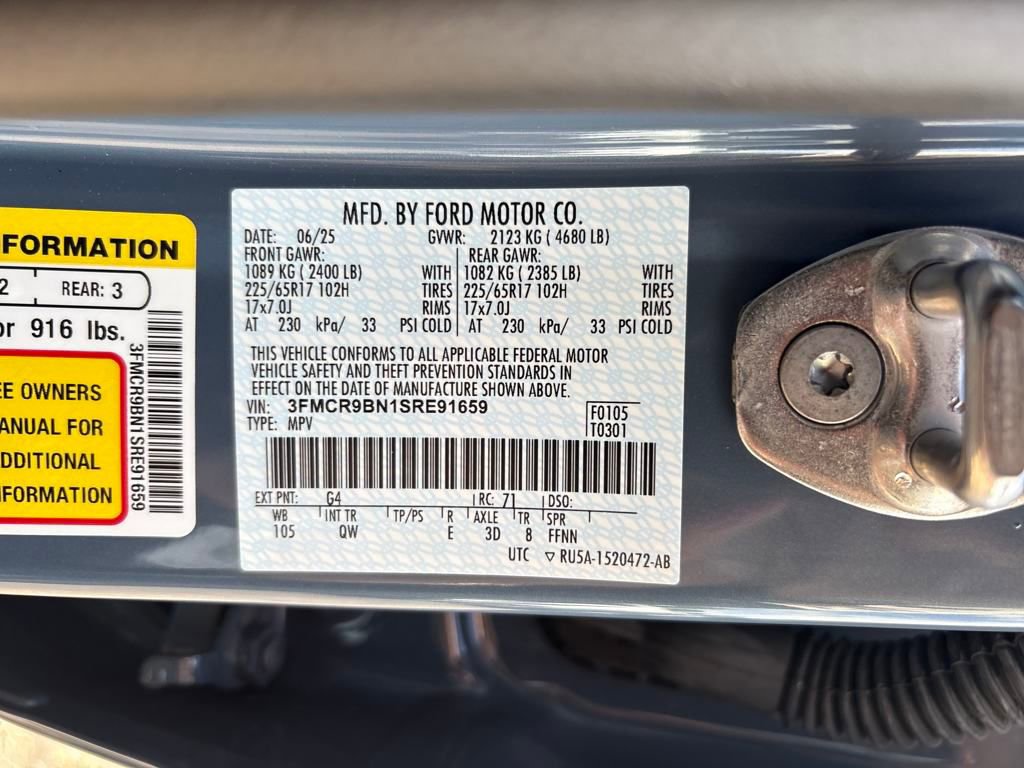 FORMATION
2 REAR: 3
or 916 lbs.
EE OWNERS
ANUAL FOR
DDITIONAL
NFORMATION
3FMCR9BN1SRE91659
MFD. BY FORD MOTOR CO.
DATE: 06/25 GVWR: 2123 KG ( 4680 LB)
FRONT GAWR: REAR GAWR:
1089 KG ( 2400 LB) WITH 1082 KG ( 2385 LB) WITH
225/65R17 102H TIRES 225/65R17 102H TIRES
17x7.0J RIMS 17x7.0J RIMS
AT 230 kPa/ 33 PSI COLD AT 230 kPa/ 33 PSI COLD
THIS VEHICLE CONFORMS TO ALL APPLICABLE FEDERAL MOTOR
VEHICLE SAFETY AND THEFT PREVENTION STANDARDS IN
EFFECT ON THE DATE OF MANUFACTURE SHOWN ABOVE.
VIN: 3FMCR9BN1SRE91659 F0105
TYPE: MPV T0301
EXT PNT: G4 RC: 71 DSO:
WB INT TR TP/PS R AXLE TR SPR
105 QW E 3D 8 FFNN
UTC ▽ RU5A-1520472-AB